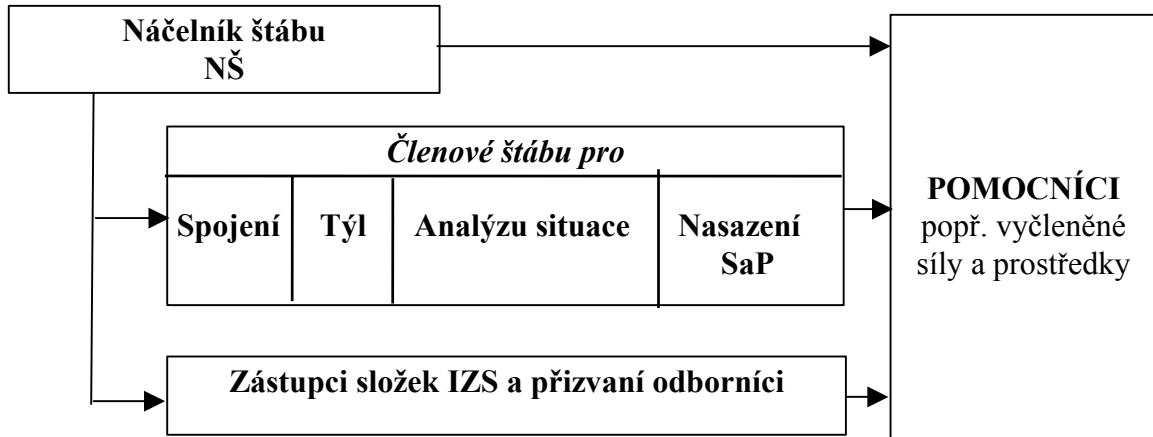 Náčelník štábu
NŠ
Členové štábu pro
Spojení
Týl
Analýzu situace
Nasazení
SaP
Zástupci složek IZS a přizvaní odborníci
POMOCNÍCI
popř. vyčleněné
síly a prostředky